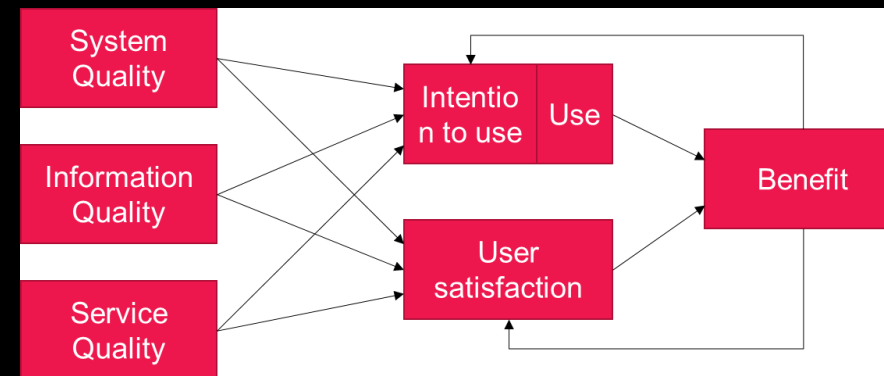 System
Quality
Intentio
n to use
Use
Information
Quality
Benefit
User
satisfaction
Service
Quality